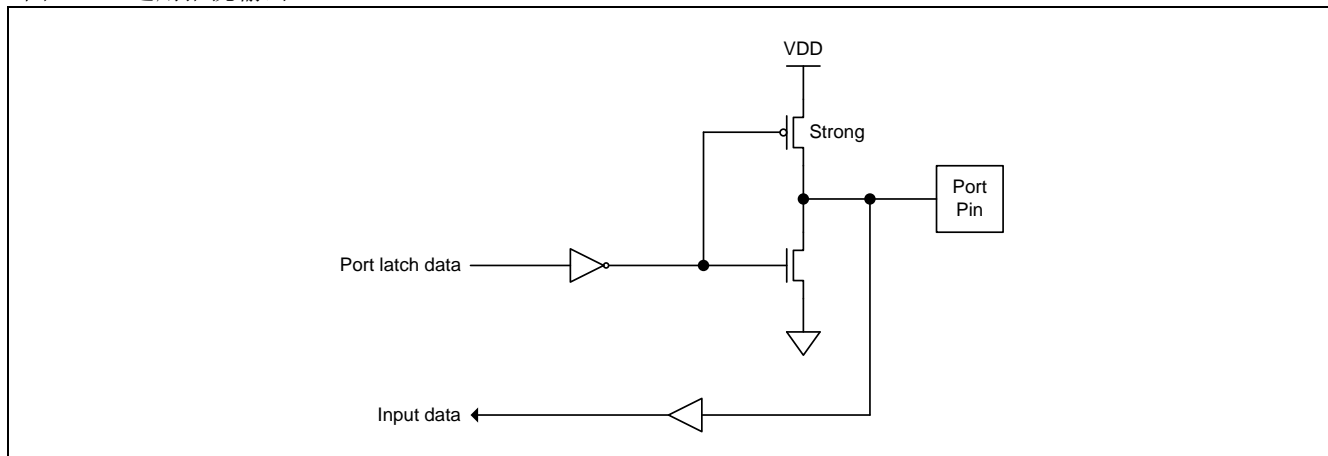 VDD
Strong
Port
Pin
Port latch data
Input data